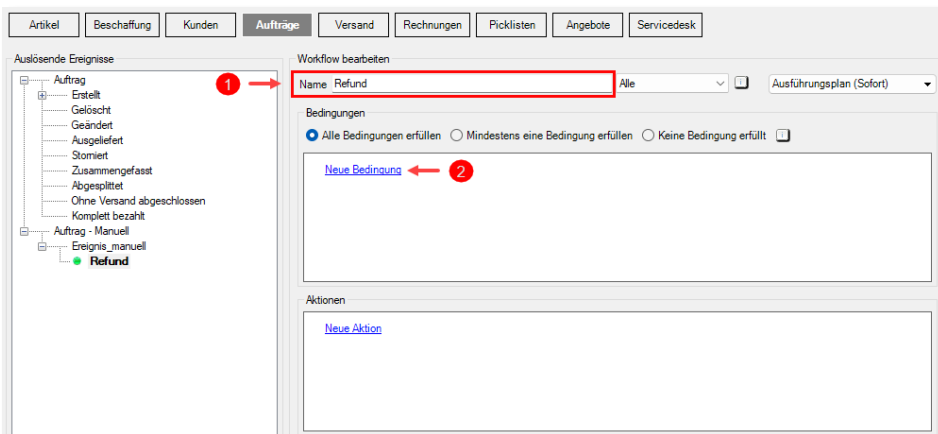 Artikel Beschaffung Kunden Aufträge Versand Rechnungen Picklisten Angebote Servicedesk
Auslösende Ereignisse
Auftrag
Erstellt
Gelöscht
Geändert
Ausgeliefert
Storniert
Zusammengefasst
Abgesplittet
Ohne Versand abgeschlossen
Komplett bezahlt
Auftrag - Manuell
Ereignis_manuell
Refund
Workflow bearbeiten
1 Name Refund Alle Ausführungsplan (Sofort)
Bedingungen
Alle Bedingungen erfüllen Mindestens eine Bedingung erfüllen Keine Bedingung erfüllt
Neue Bedingung 2
Aktionen
Neue Aktion